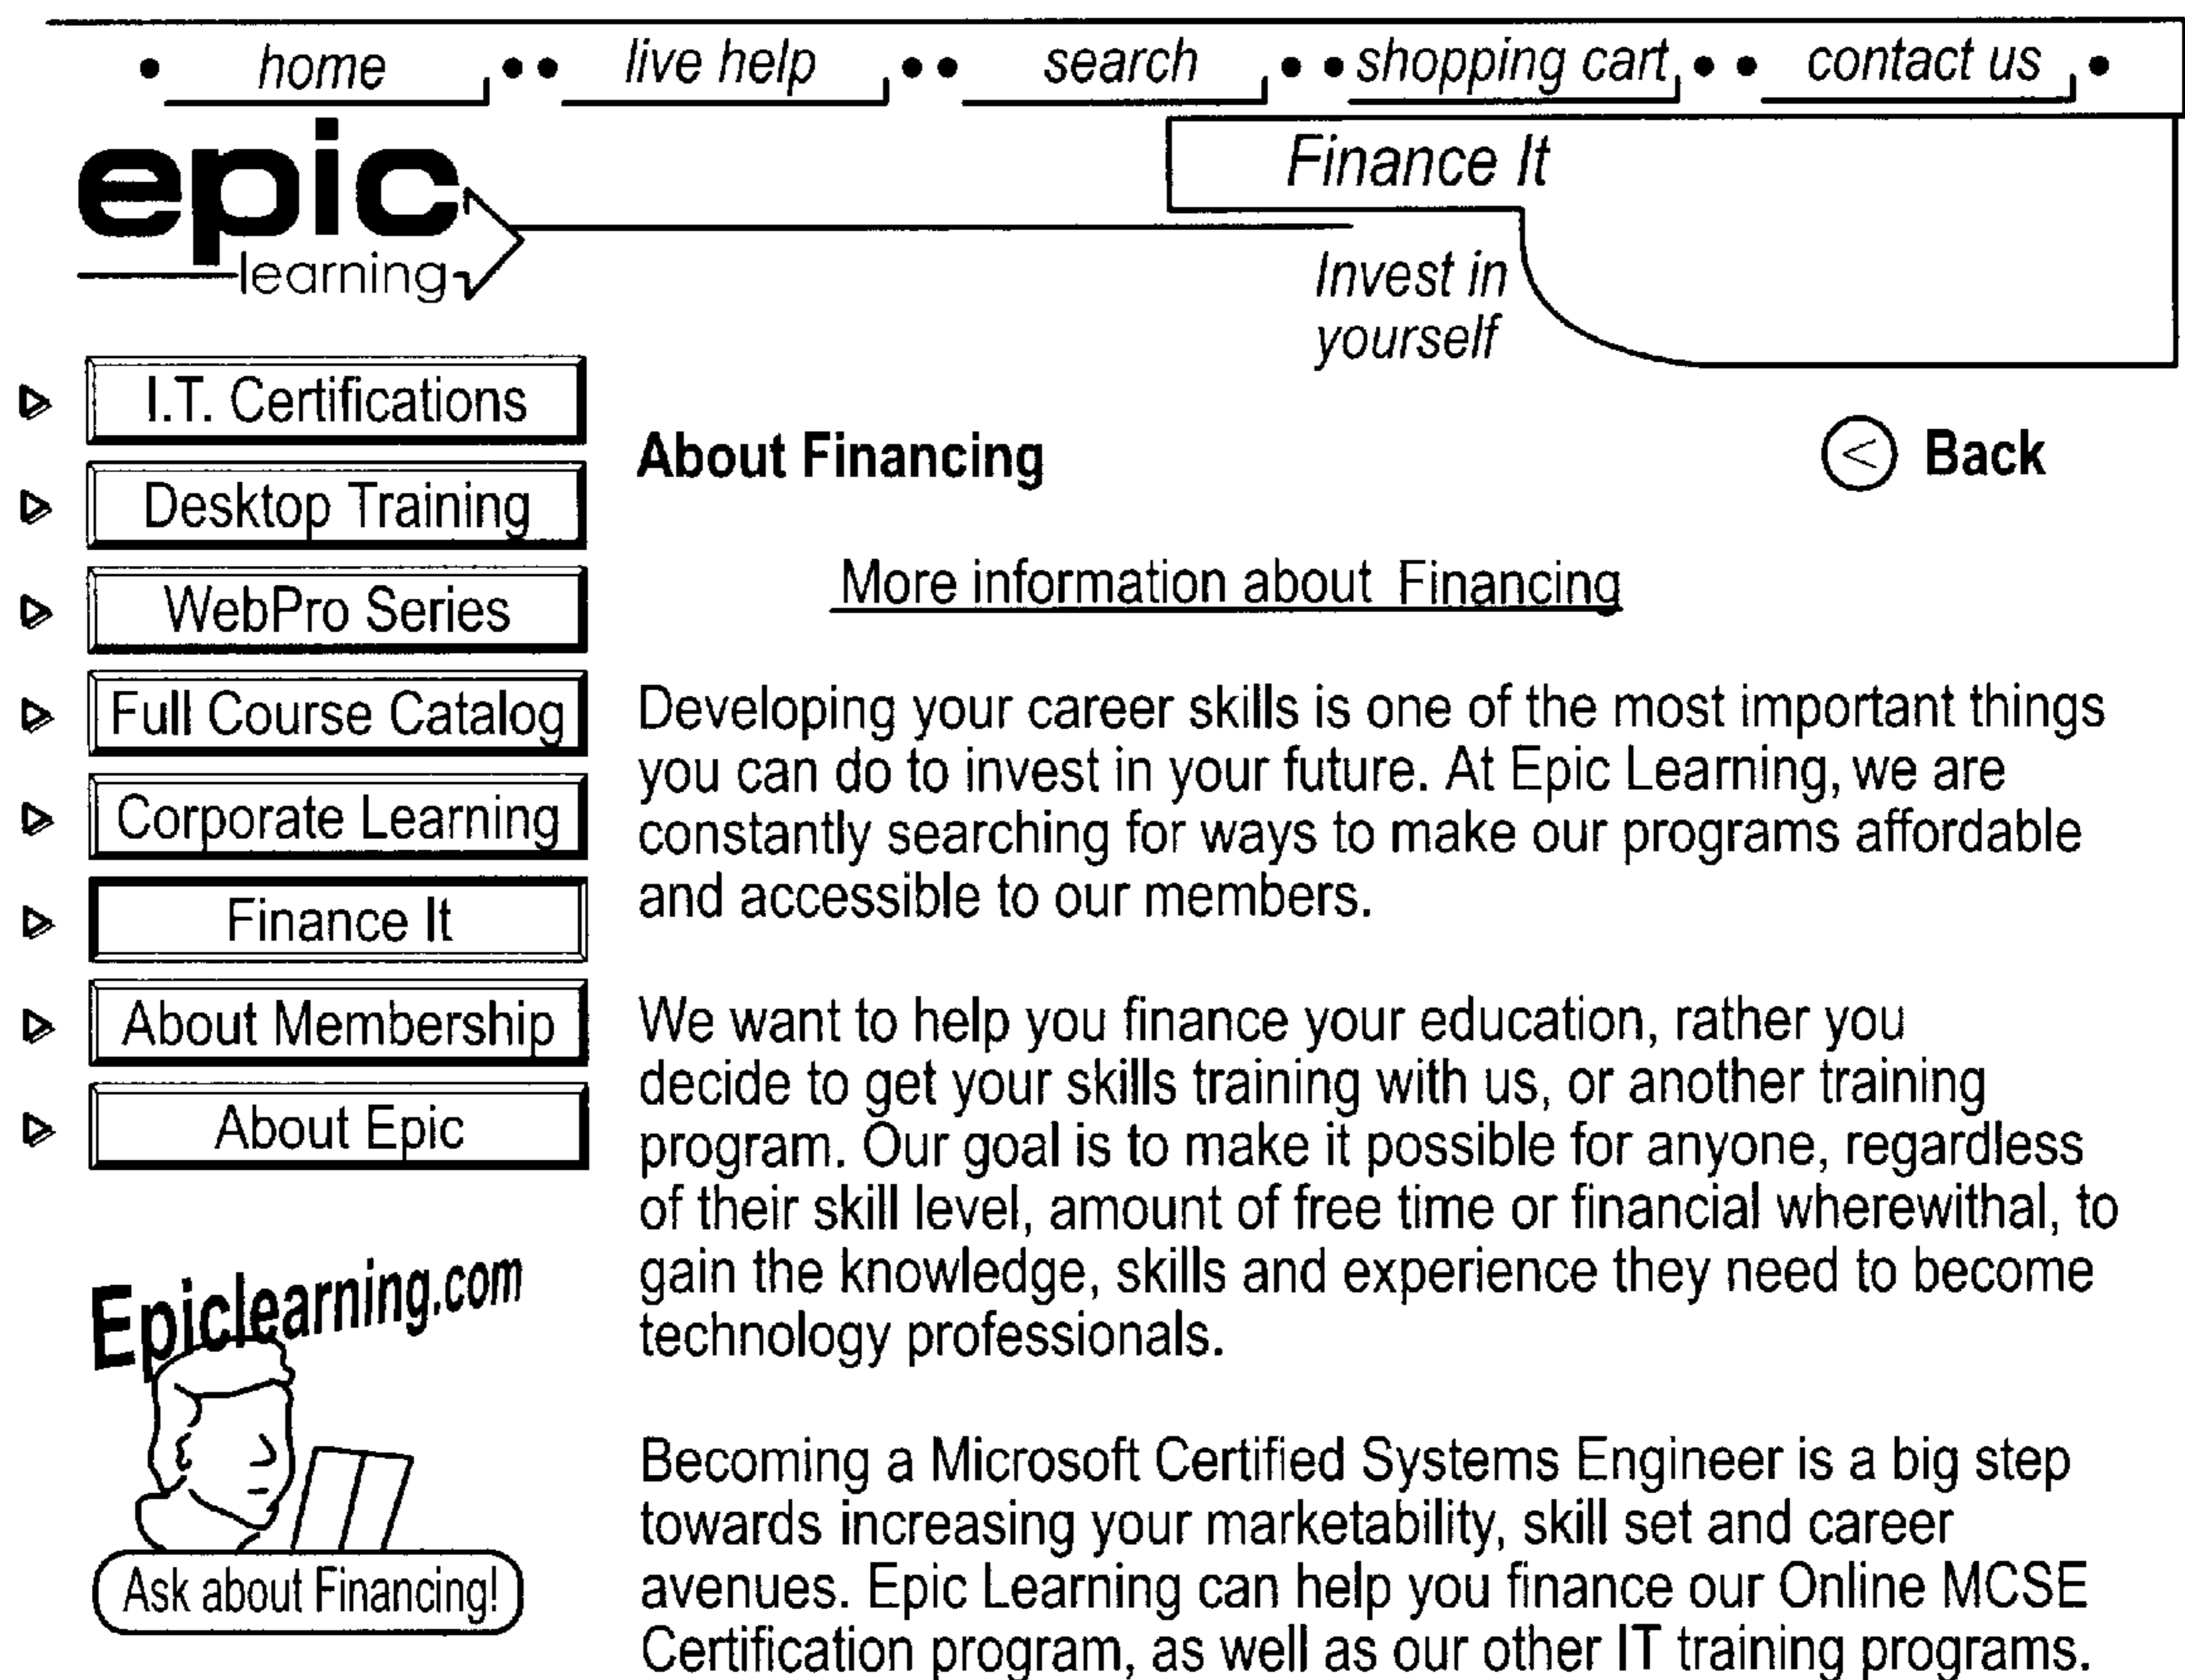 • home •• live help •• search •• shopping cart •• contact us •
epic
learning
Finance It
Invest in
yourself
I.T. Certifications
Desktop Training
WebPro Series
Full Course Catalog
Corporate Learning
Finance It
About Membership
About Epic
Epiclearning.com
Ask about Financing!
About Financing
< Back
More information about Financing
Developing your career skills is one of the most important things
you can do to invest in your future. At Epic Learning, we are
constantly searching for ways to make our programs affordable
and accessible to our members.
We want to help you finance your education, rather you
decide to get your skills training with us, or another training
program. Our goal is to make it possible for anyone, regardless
of their skill level, amount of free time or financial wherewithal, to
gain the knowledge, skills and experience they need to become
technology professionals.
Becoming a Microsoft Certified Systems Engineer is a big step
towards increasing your marketability, skill set and career
avenues. Epic Learning can help you finance our Online MCSE
Certification program, as well as our other IT training programs.